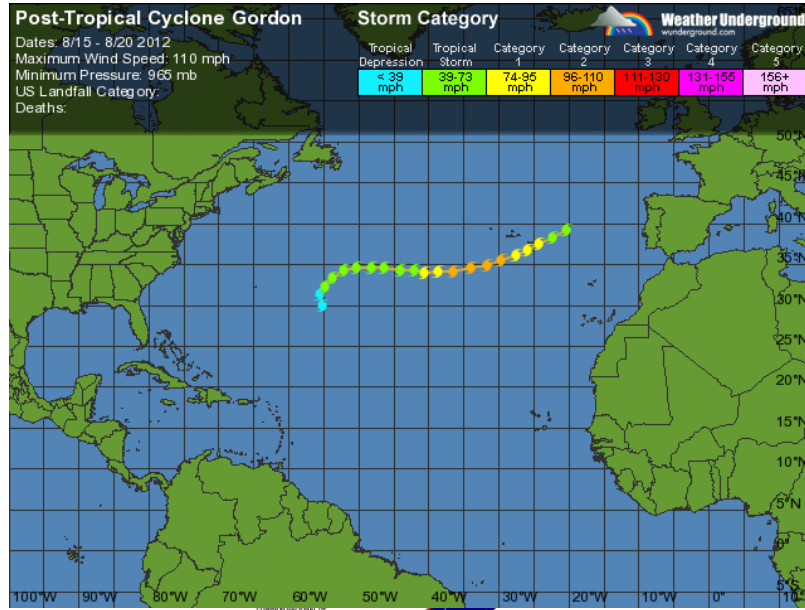 Post-Tropical Cyclone Gordon
Dates: 8/15 - 8/20 2012
Maximum Wind Speed: 110 mph
Minimum Pressure: 965 mb
US Landfall Category:
Deaths:
Storm Category
Weather Underground
wunderground.com
Tropical Depression
Tropical Storm
Category 1
Category 2
Category 3
Category 4
Category 5
< 39 mph
39-73 mph
74-95 mph
96-110 mph
111-130 mph
131-155 mph
156+ mph
50°N
45°N
40°N
35°N
30°N
25°N
20°N
15°N
10°N
5°N
0°
5°S
100°W 90°W 80°W 70°W 60°W 50°W 40°W 30°W 20°W 10°W 0° 10°